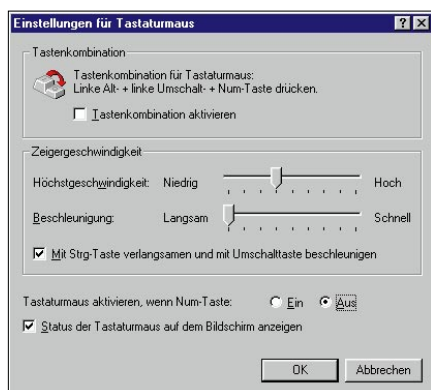 Einstellungen für Tastaturmaus
Tastenkombination
Tastenkombination für Tastaturmaus:
Linke Alt- + linke Umschalt- + Num-Taste drücken.
Tastenkombination aktivieren
Zeigergeschwindigkeit
Höchstgeschwindigkeit: Niedrig Hoch
Beschleunigung: Langsam Schnell
Mit Strg-Taste verlangsamen und mit Umschalttaste beschleunigen
Tastaturmaus aktivieren, wenn Num-Taste: Ein Aus
Status der Tastaturmaus auf dem Bildschirm anzeigen
OK Abbrechen